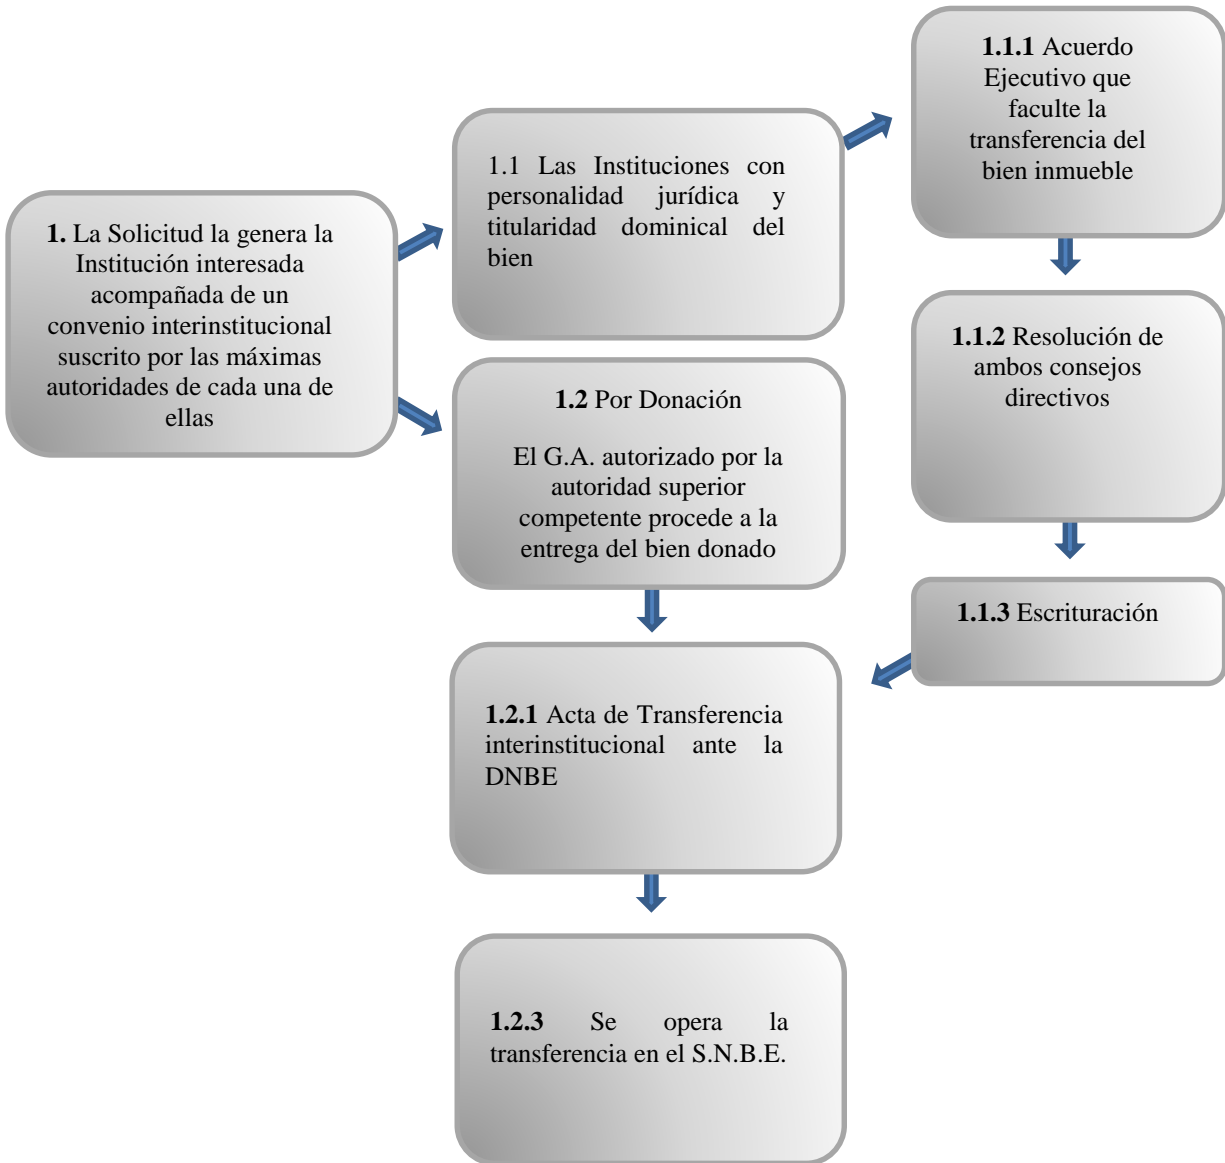 1. La Solicitud la genera la
Institución interesada
acompañada de un
convenio interinstitucional
suscrito por las máximas
autoridades de cada una de
ellas
1.1 Las Instituciones con
personalidad jurídica y
titularidad dominical del
bien
1.1.1 Acuerdo
Ejecutivo que
faculte la
transferencia del
bien inmueble
1.1.2 Resolución de
ambos consejos
directivos
1.1.3 Escrituración
1.2 Por Donación
El G.A. autorizado por la
autoridad superior
competente procede a la
entrega del bien donado
1.2.1 Acta de Transferencia
interinstitucional ante la
DNBE
1.2.3 Se opera la
transferencia en el S.N.B.E.